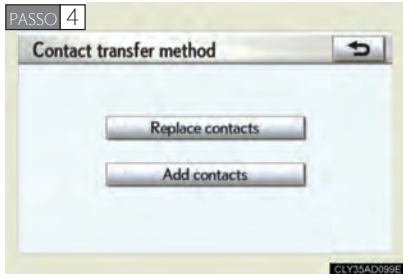 PASSO 4
Contact transfer method
Replace contacts
Add contacts
CLY35AD099E